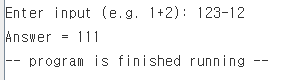 Enter input (e.g. 1+2): 123-12
Answer = 111
-- program is finished running --